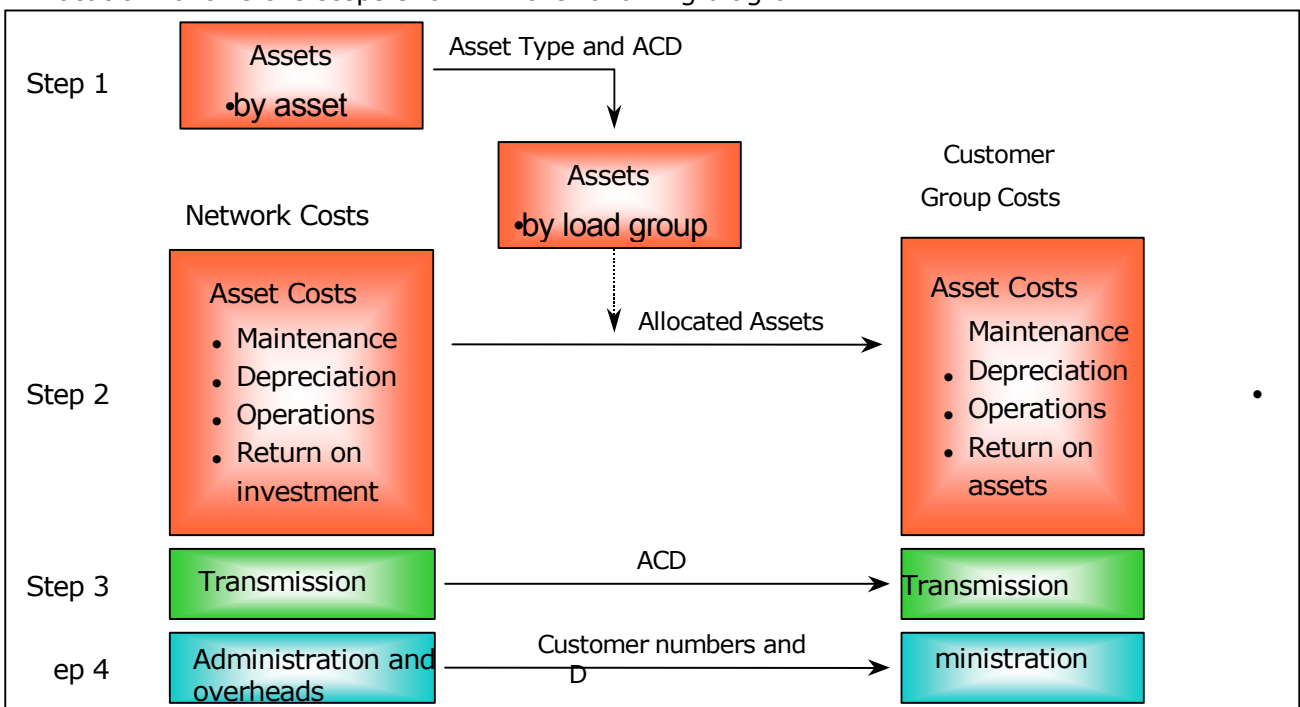 Step 1
Assets
•by asset
Asset Type and ACD
Assets
•by load group
Customer
Group Costs
Network Costs
Step 2
Asset Costs
• Maintenance
• Depreciation
• Operations
• Return on
investment
Allocated Assets
Asset Costs
Maintenance
• Depreciation
• Operations
• Return on
assets
•
Step 3
Transmission
ACD
Transmission
ep 4
Administration and
overheads
Customer numbers and
D
ministration